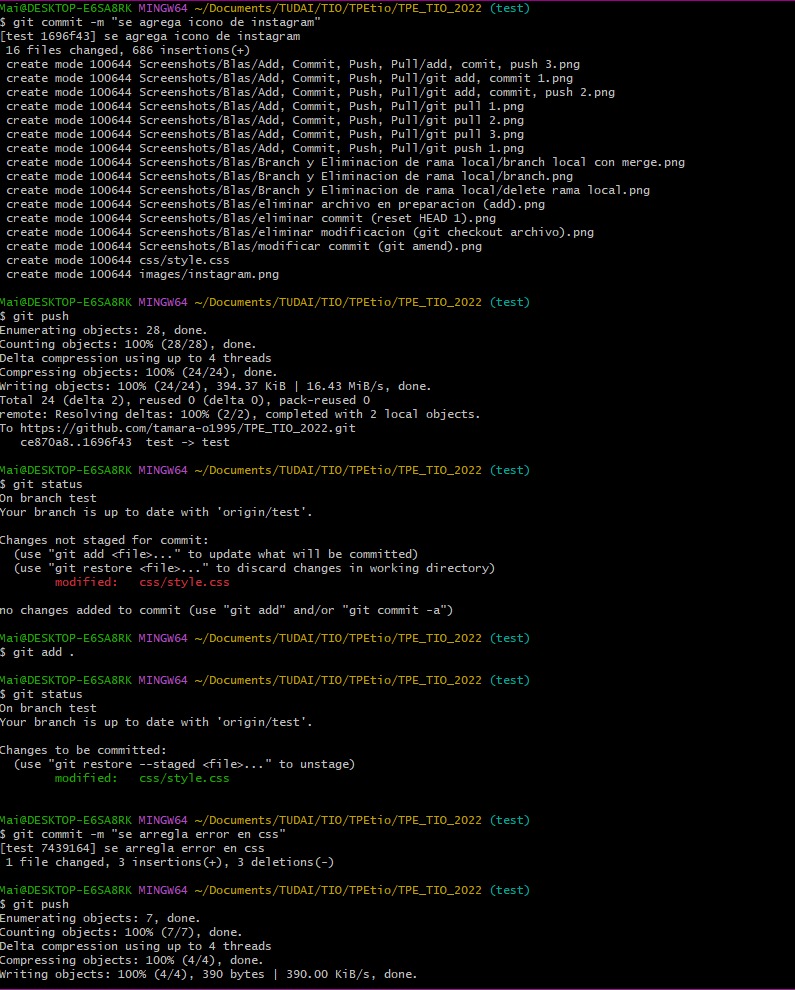 Mai@DESKTOP-E6SA8RK MINGW64 ~/Documents/TUDAI/TIO/TPEtio/TPE_TIO_2022 (test)
$ git commit -m "se agrega icono de instagram"
[test 1696f43] se agrega icono de instagram
 16 files changed, 686 insertions(+)
 create mode 100644 Screenshots/Blas/Add, Commit, Push, Pull/add, comit, push 3.png
 create mode 100644 Screenshots/Blas/Add, Commit, Push, Pull/git add, commit 1.png
 create mode 100644 Screenshots/Blas/Add, Commit, Push, Pull/git add, commit, push 2.png
 create mode 100644 Screenshots/Blas/Add, Commit, Push, Pull/git pull 1.png
 create mode 100644 Screenshots/Blas/Add, Commit, Push, Pull/git pull 2.png
 create mode 100644 Screenshots/Blas/Add, Commit, Push, Pull/git pull 3.png
 create mode 100644 Screenshots/Blas/Add, Commit, Push, Pull/git push 1.png
 create mode 100644 Screenshots/Blas/Branch y Eliminacion de rama local/branch local con merge.png
 create mode 100644 Screenshots/Blas/Branch y Eliminacion de rama local/branch.png
 create mode 100644 Screenshots/Blas/Branch y Eliminacion de rama local/delete rama local.png
 create mode 100644 Screenshots/Blas/eliminar archivo en preparacion (add).png
 create mode 100644 Screenshots/Blas/eliminar commit (reset HEAD 1).png
 create mode 100644 Screenshots/Blas/eliminar modificacion (git checkout archivo).png
 create mode 100644 Screenshots/Blas/modificar commit (git amend).png
 create mode 100644 css/style.css
 create mode 100644 images/instagram.png

Mai@DESKTOP-E6SA8RK MINGW64 ~/Documents/TUDAI/TIO/TPEtio/TPE_TIO_2022 (test)
$ git push
Enumerating objects: 28, done.
Counting objects: 100% (28/28), done.
Delta compression using up to 4 threads
Compressing objects: 100% (24/24), done.
Writing objects: 100% (24/24), 394.37 KiB | 16.43 MiB/s, done.
Total 24 (delta 2), reused 0 (delta 0), pack-reused 0
remote: Resolving deltas: 100% (2/2), completed with 2 local objects.
To https://github.com/tamara-o1995/TPE_TIO_2022.git
   ce870a8..1696f43  test -> test

Mai@DESKTOP-E6SA8RK MINGW64 ~/Documents/TUDAI/TIO/TPEtio/TPE_TIO_2022 (test)
$ git status
On branch test
Your branch is up to date with 'origin/test'.

Changes not staged for commit:
  (use "git add <file>..." to update what will be committed)
  (use "git restore <file>..." to discard changes in working directory)
        modified:   css/style.css

no changes added to commit (use "git add" and/or "git commit -a")

Mai@DESKTOP-E6SA8RK MINGW64 ~/Documents/TUDAI/TIO/TPEtio/TPE_TIO_2022 (test)
$ git add .

Mai@DESKTOP-E6SA8RK MINGW64 ~/Documents/TUDAI/TIO/TPEtio/TPE_TIO_2022 (test)
$ git status
On branch test
Your branch is up to date with 'origin/test'.

Changes to be committed:
  (use "git restore --staged <file>..." to unstage)
        modified:   css/style.css


Mai@DESKTOP-E6SA8RK MINGW64 ~/Documents/TUDAI/TIO/TPEtio/TPE_TIO_2022 (test)
$ git commit -m "se arregla error en css"
[test 7439164] se arregla error en css
 1 file changed, 3 insertions(+), 3 deletions(-)

Mai@DESKTOP-E6SA8RK MINGW64 ~/Documents/TUDAI/TIO/TPEtio/TPE_TIO_2022 (test)
$ git push
Enumerating objects: 7, done.
Counting objects: 100% (7/7), done.
Delta compression using up to 4 threads
Compressing objects: 100% (4/4), done.
Writing objects: 100% (4/4), 390 bytes | 390.00 KiB/s, done.